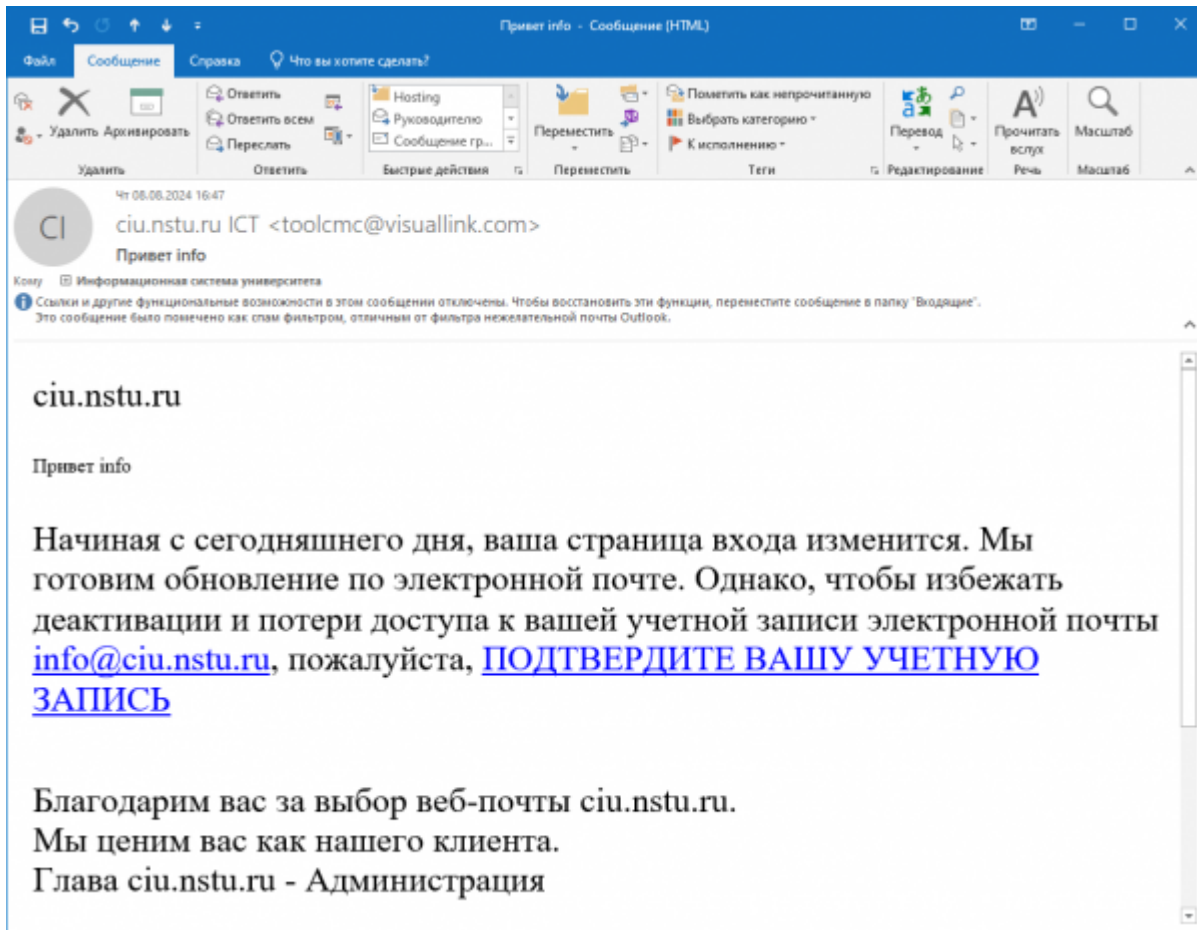 Привет info - Сообщение (HTML)
Файл Сообщение Справка Что вы хотите сделать?
Удалить Архивировать
Ответить
Ответить всем
Переслать
Hosting
Руководителю
Сообщение гр...
Переместить
Пометить как непрочитанную
Выбрать категорию
К исполнению
Перевод
Прочитать вслух
Масштаб
Удалить Ответить Быстрые действия Переместить Теги Редактирование Речь Масштаб
Чт 08.08.2024 16:47
CI
ciu.nstu.ru ICT <toolcmc@visuallink.com>
Привет info
Кому Информационная система университета
Ссылки и другие функциональные возможности в этом сообщении отключены. Чтобы восстановить эти функции, переместите сообщение в папку "Входящие".
Это сообщение было помечено как спам фильтром, отличным от фильтра нежелательной почты Outlook.
ciu.nstu.ru
Привет info
Начиная с сегодняшнего дня, ваша страница входа изменится. Мы
готовим обновление по электронной почте. Однако, чтобы избежать
деактивации и потери доступа к вашей учетной записи электронной почты
info@ciu.nstu.ru, пожалуйста, ПОДТВЕРДИТЕ ВАШУ УЧЕТНУЮ
ЗАПИСЬ
Благодарим вас за выбор веб-почты ciu.nstu.ru.
Мы ценим вас как нашего клиента.
Глава ciu.nstu.ru - Администрация